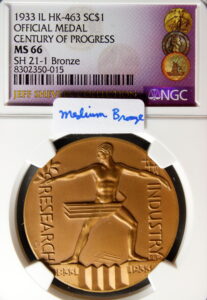 1933 IL HK-463 SC$1
OFFICIAL MEDAL
CENTURY OF PROGRESS
MS 66
SH 21-1 Bronze
8302350-015
NGC
Medium Bronze
RESEARCH
INDUSTRY
1833
1933